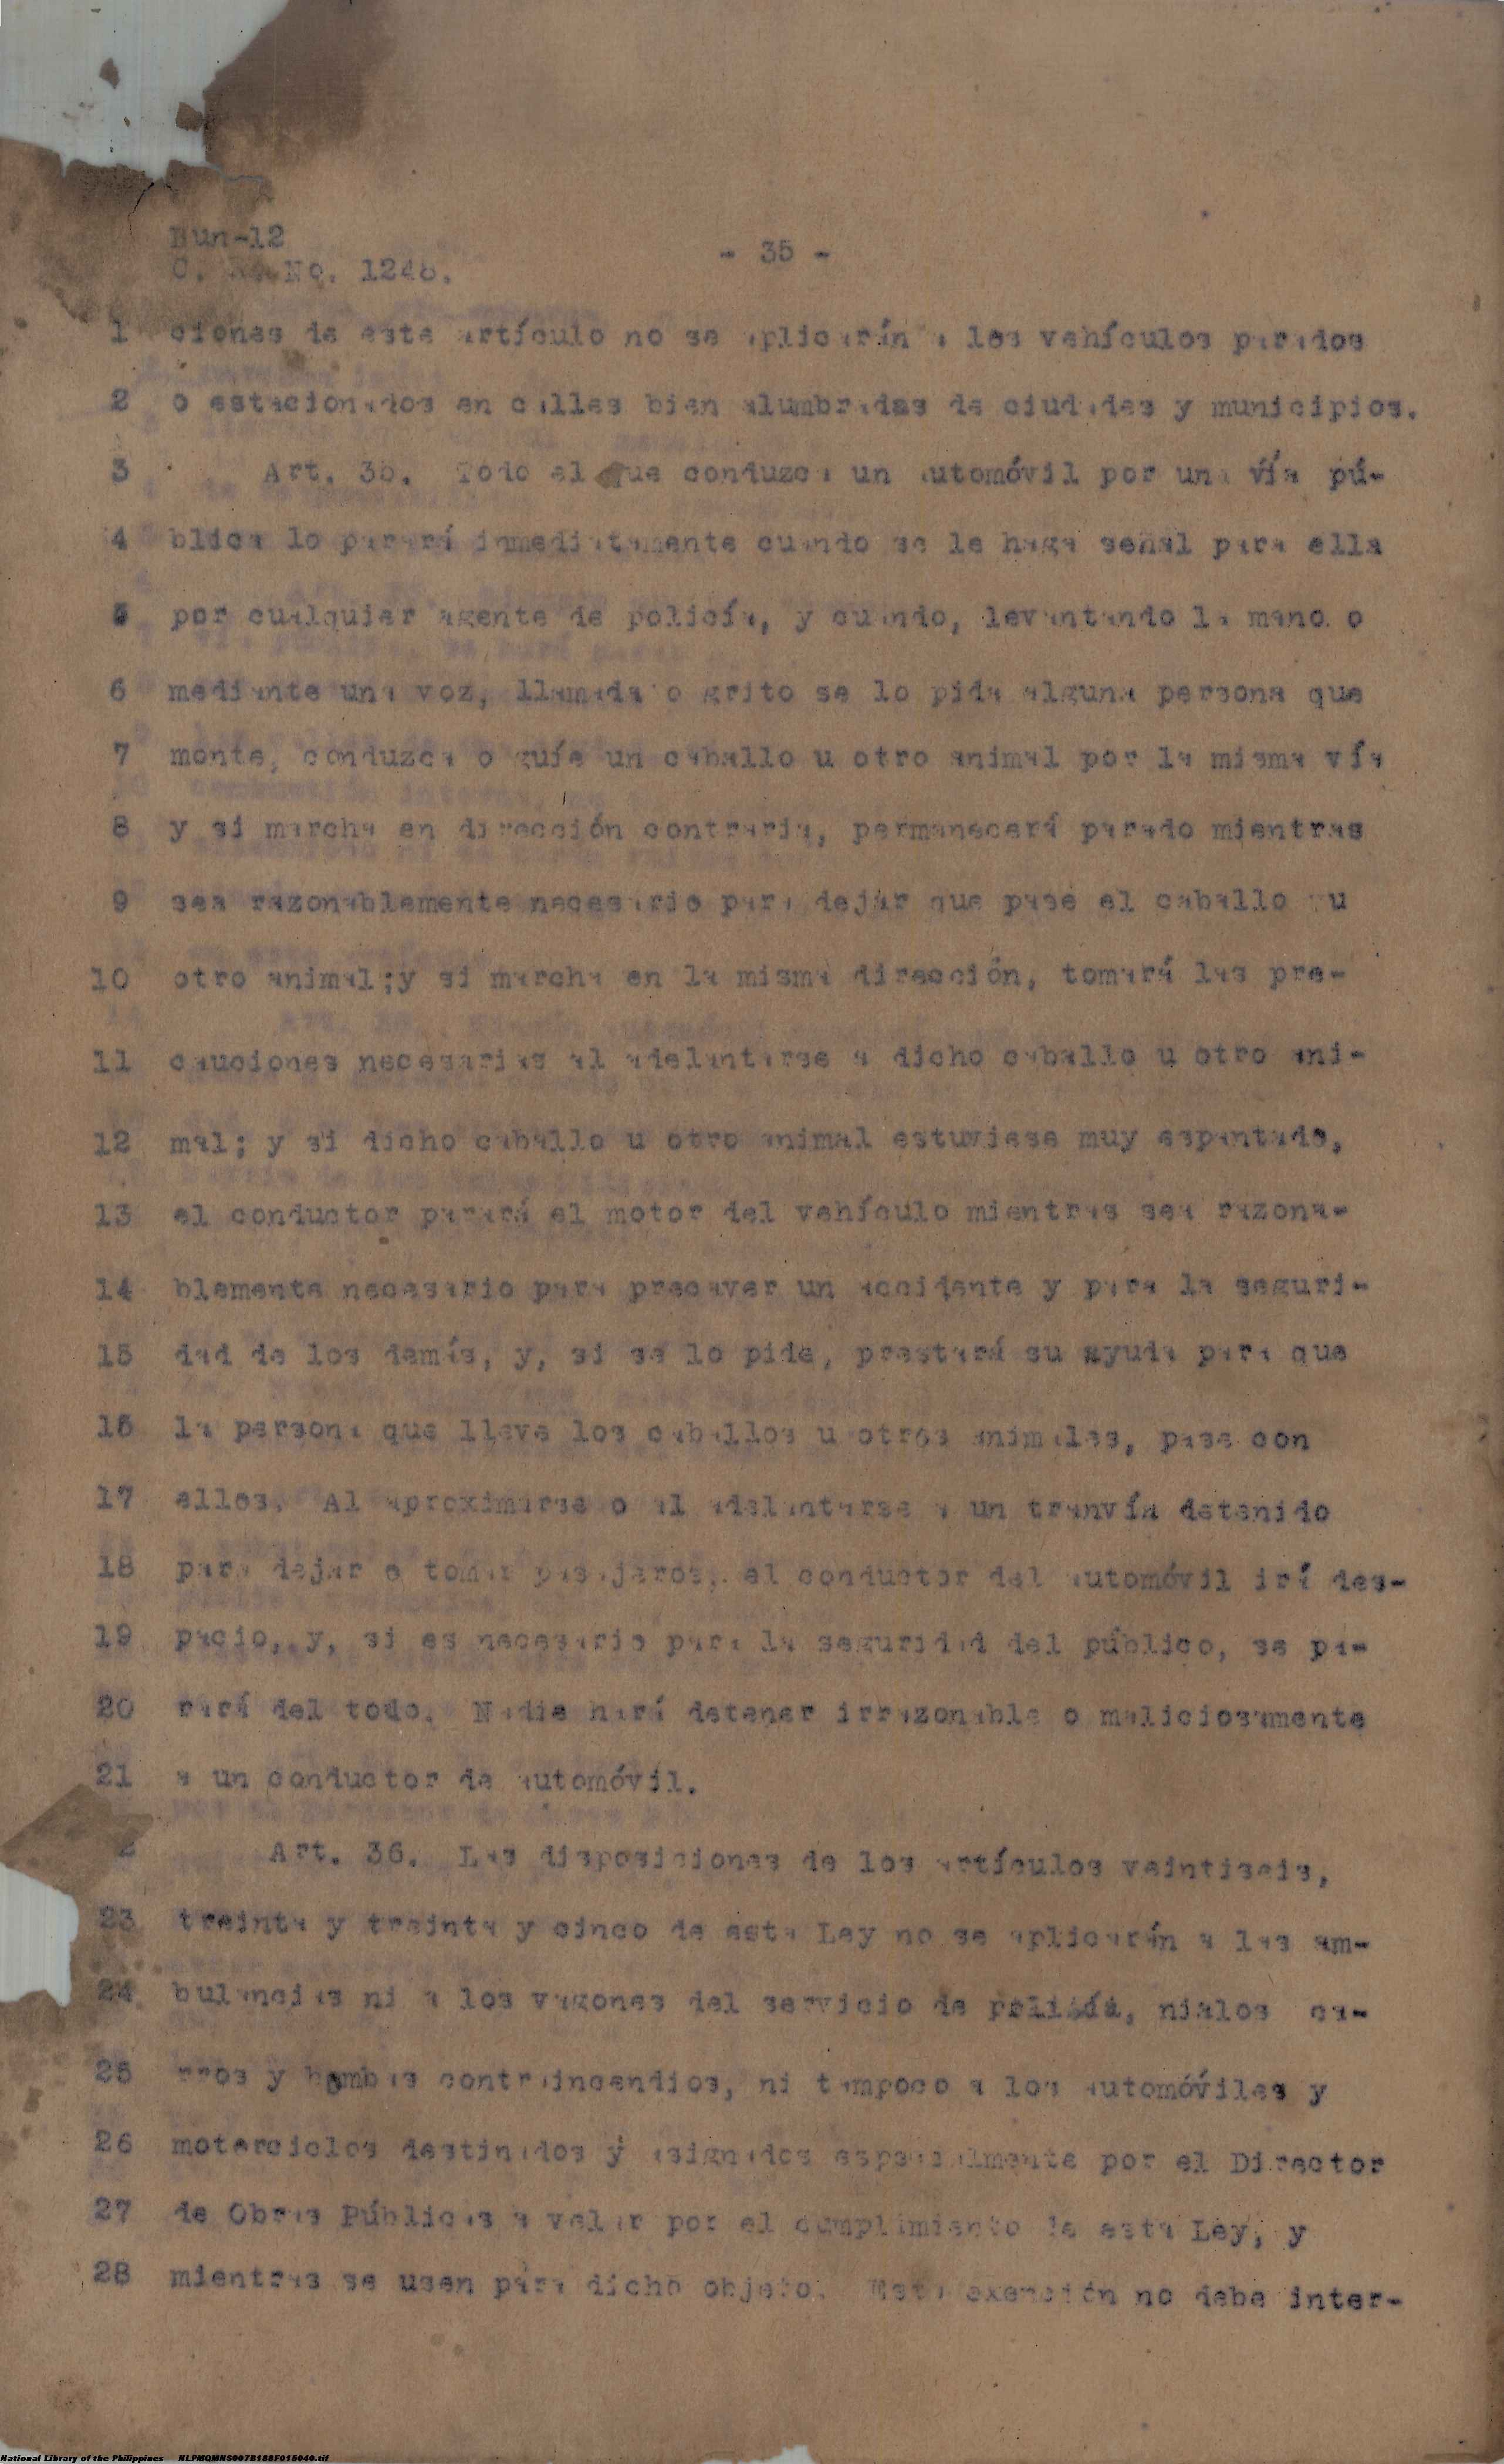 Bun-12
- 35 -
C. No. 1248.
1 ciones de este artículo no se aplicarán a los vehículos parados
2 o estacionados en calles bien alumbradas de ciudades y municipios.
3 Art. 35. Todo el que conduzca un automóvil por una vía pú-
4 blica lo parará inmediatamente cuando se le haga señal para ella
5 por cualquier agente de policía, y cuando, levantando la mano o
6 mediante una voz, llamada o grito se lo pida alguna persona que
7 monte, conduzca o guíe un caballo u otro animal por la misma vía
8 y si marcha en dirección contraria, permanecerá parado mientras
9 sea razonablemente necesario para dejar que pase el caballo u
10 otro animal;y si marcha en la misma dirección, tomará las pre-
11 cauciones necesarias al adelantarse a dicho caballo u otro ani-
12 mal; y si dicho caballo u otro animal estuviese muy espantado,
13 el conductor parará el motor del vehículo mientras sea razona-
14 blemente necesario para precaver un accidente y para la seguri-
15 dad de los demás, y, si se lo pide, prestará su ayuda para que
16 la persona que lleve los caballos u otros animales, pase con
17 ellos. Al aproximarse o al adelantarse a un tranvía detenido
18 para dejar o tomar pasajeros, el conductor del automóvil irá des-
19 pacio, y, si es necesario para la seguridad del público, se pa-
20 rará del todo. Nadie hará detener irrazonable o maliciosamente
21 a un conductor de automóvil.
2 Art. 36. Las disposiciones de los artículos veintiseis,
23 treinta y treinta y cinco de esta Ley no se aplicarán a las am-
24 bulancias ni a los vagones del servicio de policía, nialos ca-
25 rros y bombas contraincendios, ni tampoco a los automóviles y
26 motorciclos destinados y asignados especialmente por el Director
27 de Obras Públicas a velar por el cumplimiento de esta Ley, y
28 mientras se usen para dicho objeto. Esta exención no debe inter-
National Library of the Philippines NLPMQMNS007B188F015040.tif